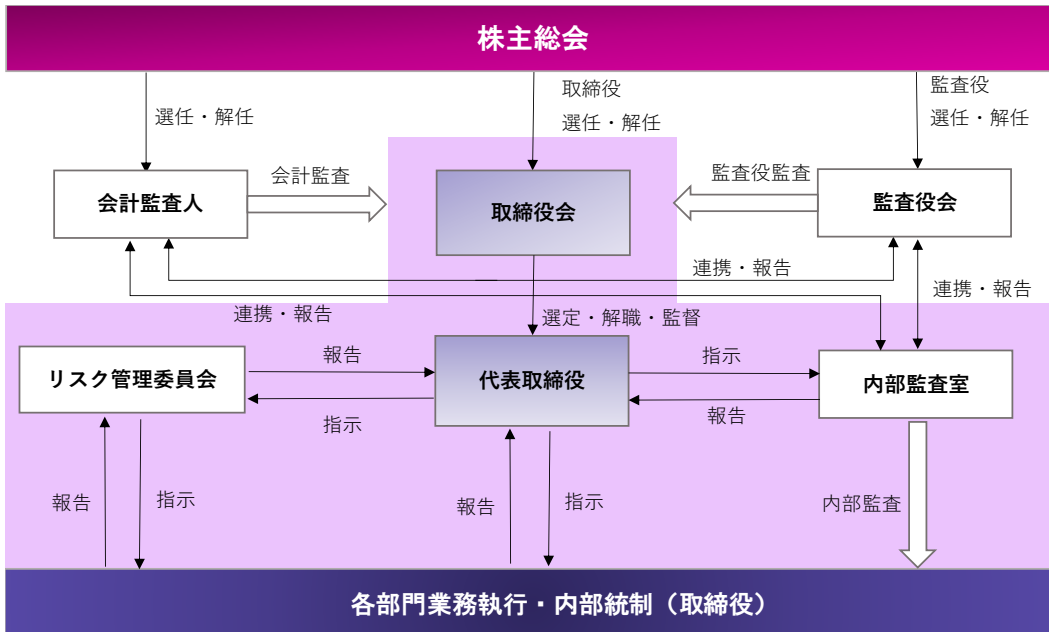 株主総会
選任・解任
取締役
選任・解任
監査役
選任・解任
会計監査人
会計監査
取締役会
監査役監査
監査役会
連携・報告
連携・報告
連携・報告
選定・解職・監督
リスク管理委員会
報告
指示
代表取締役
指示
報告
内部監査室
報告
指示
報告
指示
内部監査
各部門業務執行・内部統制（取締役）